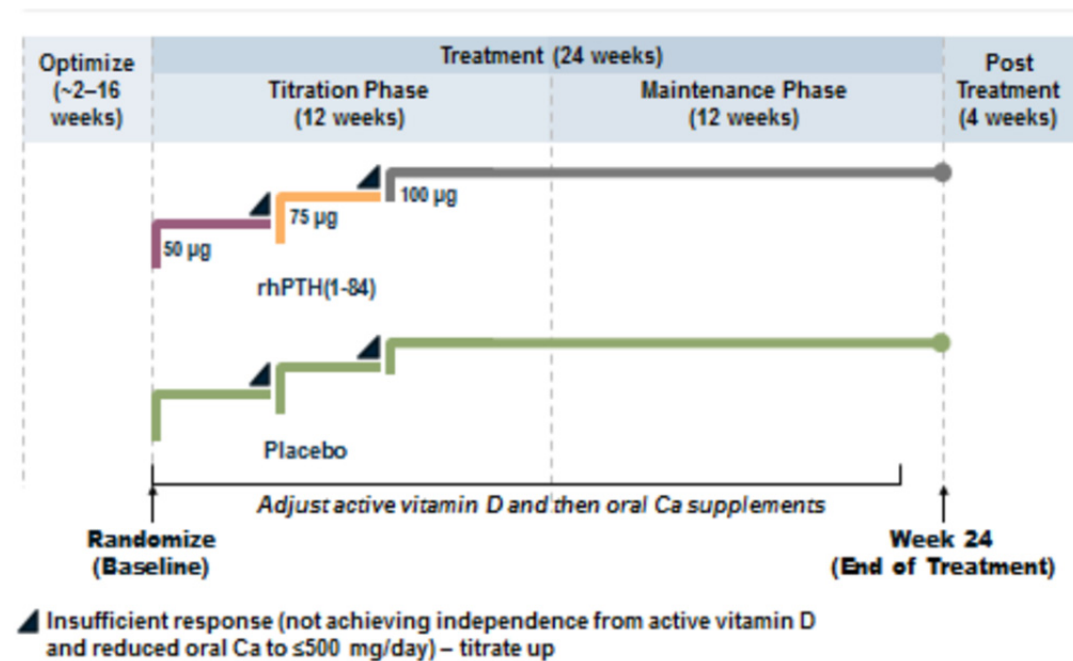 Optimize
(~2–16
weeks)
Treatment (24 weeks)
Titration Phase
(12 weeks)
Maintenance Phase
(12 weeks)
Post
Treatment
(4 weeks)
100 µg
75 µg
50 µg
rhPTH(1-84)
Placebo
Adjust active vitamin D and then oral Ca supplements
Randomize
(Baseline)
Week 24
(End of Treatment)
Insufficient response (not achieving independence from active vitamin D
and reduced oral Ca to ≤500 mg/day) – titrate up